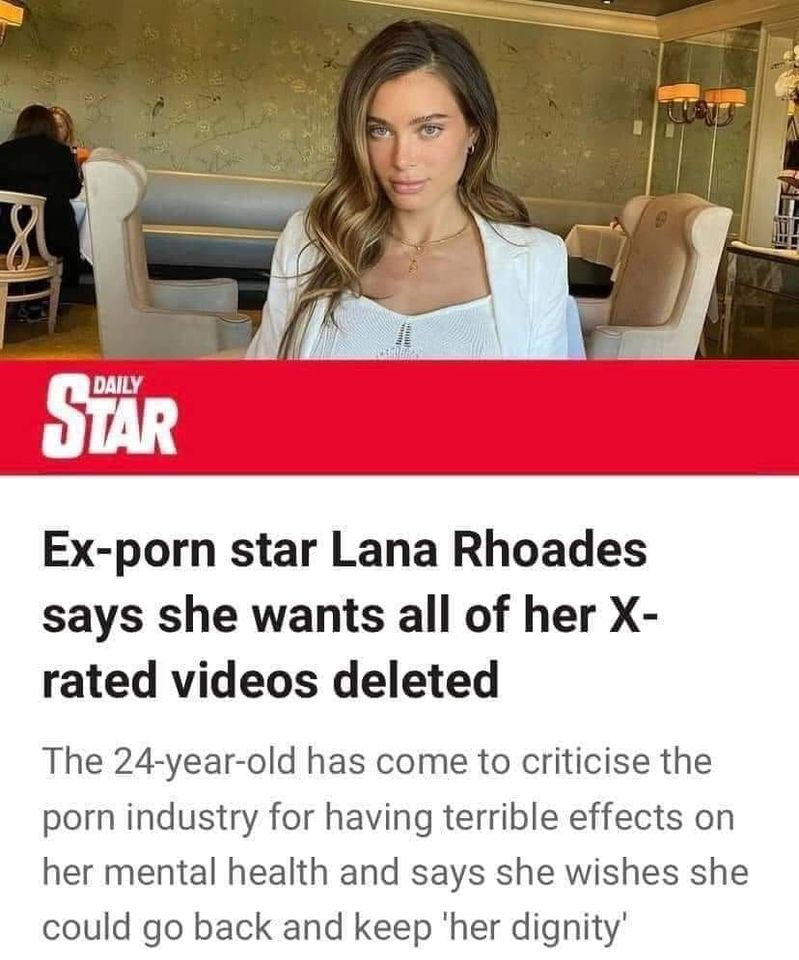 DAILY
STAR
Ex-porn star Lana Rhoades
says she wants all of her X-
rated videos deleted
The 24-year-old has come to criticise the
porn industry for having terrible effects on
her mental health and says she wishes she
could go back and keep 'her dignity'